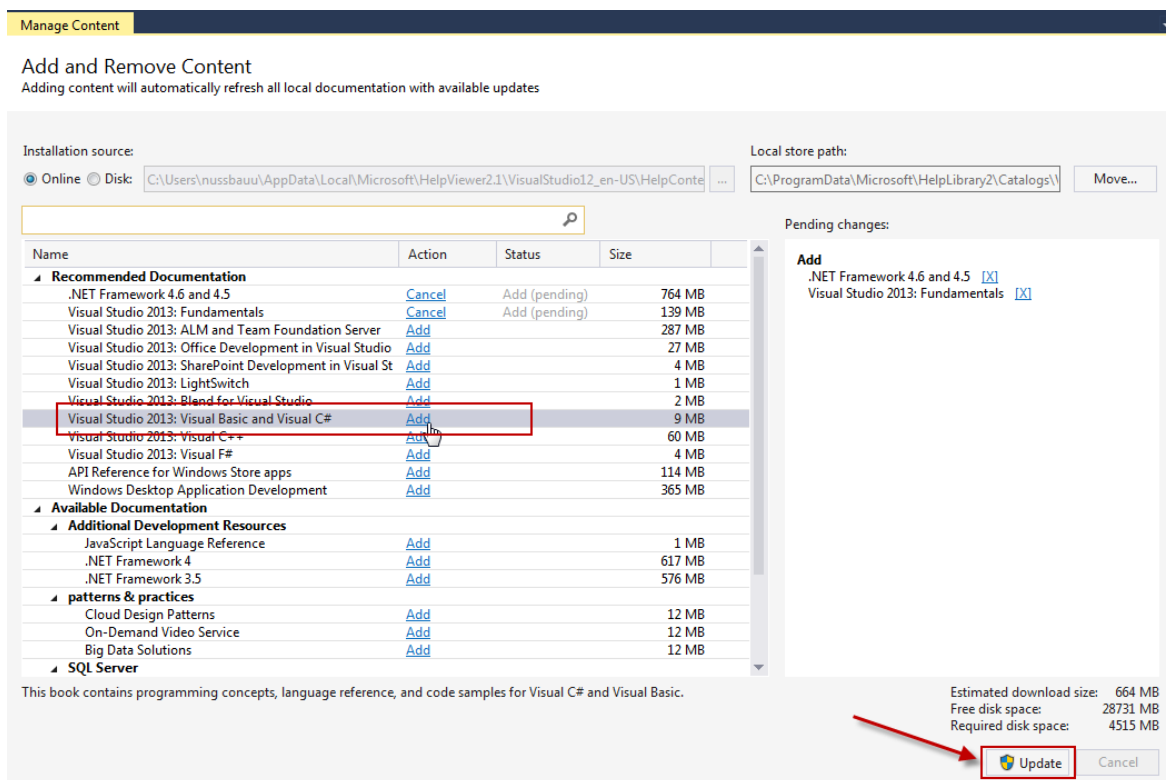 Manage Content
Add and Remove Content
Adding content will automatically refresh all local documentation with available updates
Installation source:
Local store path:
Online Disk: C:\Users\nussbauu\AppData\Local\Microsoft\HelpViewer2.1\VisualStudio12_en-US\HelpConte ... C:\ProgramData\Microsoft\HelpLibrary2\Catalogs\ Move...
Pending changes:
Name Action Status Size
Recommended Documentation
.NET Framework 4.6 and 4.5 Cancel Add (pending) 764 MB
Visual Studio 2013: Fundamentals Cancel Add (pending) 139 MB
Visual Studio 2013: ALM and Team Foundation Server Add 287 MB
Visual Studio 2013: Office Development in Visual Studio Add 27 MB
Visual Studio 2013: SharePoint Development in Visual St Add 4 MB
Visual Studio 2013: LightSwitch Add 1 MB
Visual Studio 2013: Blend for Visual Studio Add 2 MB
Visual Studio 2013: Visual Basic and Visual C# Add 9 MB
Visual Studio 2013: Visual C++ Add 60 MB
Visual Studio 2013: Visual F# Add 4 MB
API Reference for Windows Store apps Add 114 MB
Windows Desktop Application Development Add 365 MB
Available Documentation
Additional Development Resources
JavaScript Language Reference Add 1 MB
.NET Framework 4 Add 617 MB
.NET Framework 3.5 Add 576 MB
patterns & practices
Cloud Design Patterns Add 12 MB
On-Demand Video Service Add 12 MB
Big Data Solutions Add 12 MB
SQL Server
Add
.NET Framework 4.6 and 4.5 [X]
Visual Studio 2013: Fundamentals [X]
This book contains programming concepts, language reference, and code samples for Visual C# and Visual Basic.
Estimated download size: 664 MB
Free disk space: 28731 MB
Required disk space: 4515 MB
Update Cancel